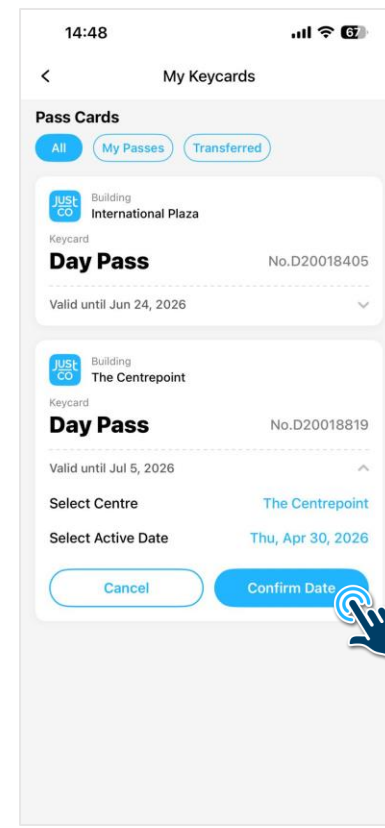 14:48
67
My Keycards
Pass Cards
All My Passes Transferred
JUST CO
Building
International Plaza
Keycard
Day Pass No.D20018405
Valid until Jun 24, 2026
JUST CO
Building
The Centrepoint
Keycard
Day Pass No.D20018819
Valid until Jul 5, 2026
Select Centre The Centrepoint
Select Active Date Thu, Apr 30, 2026
Cancel Confirm Date